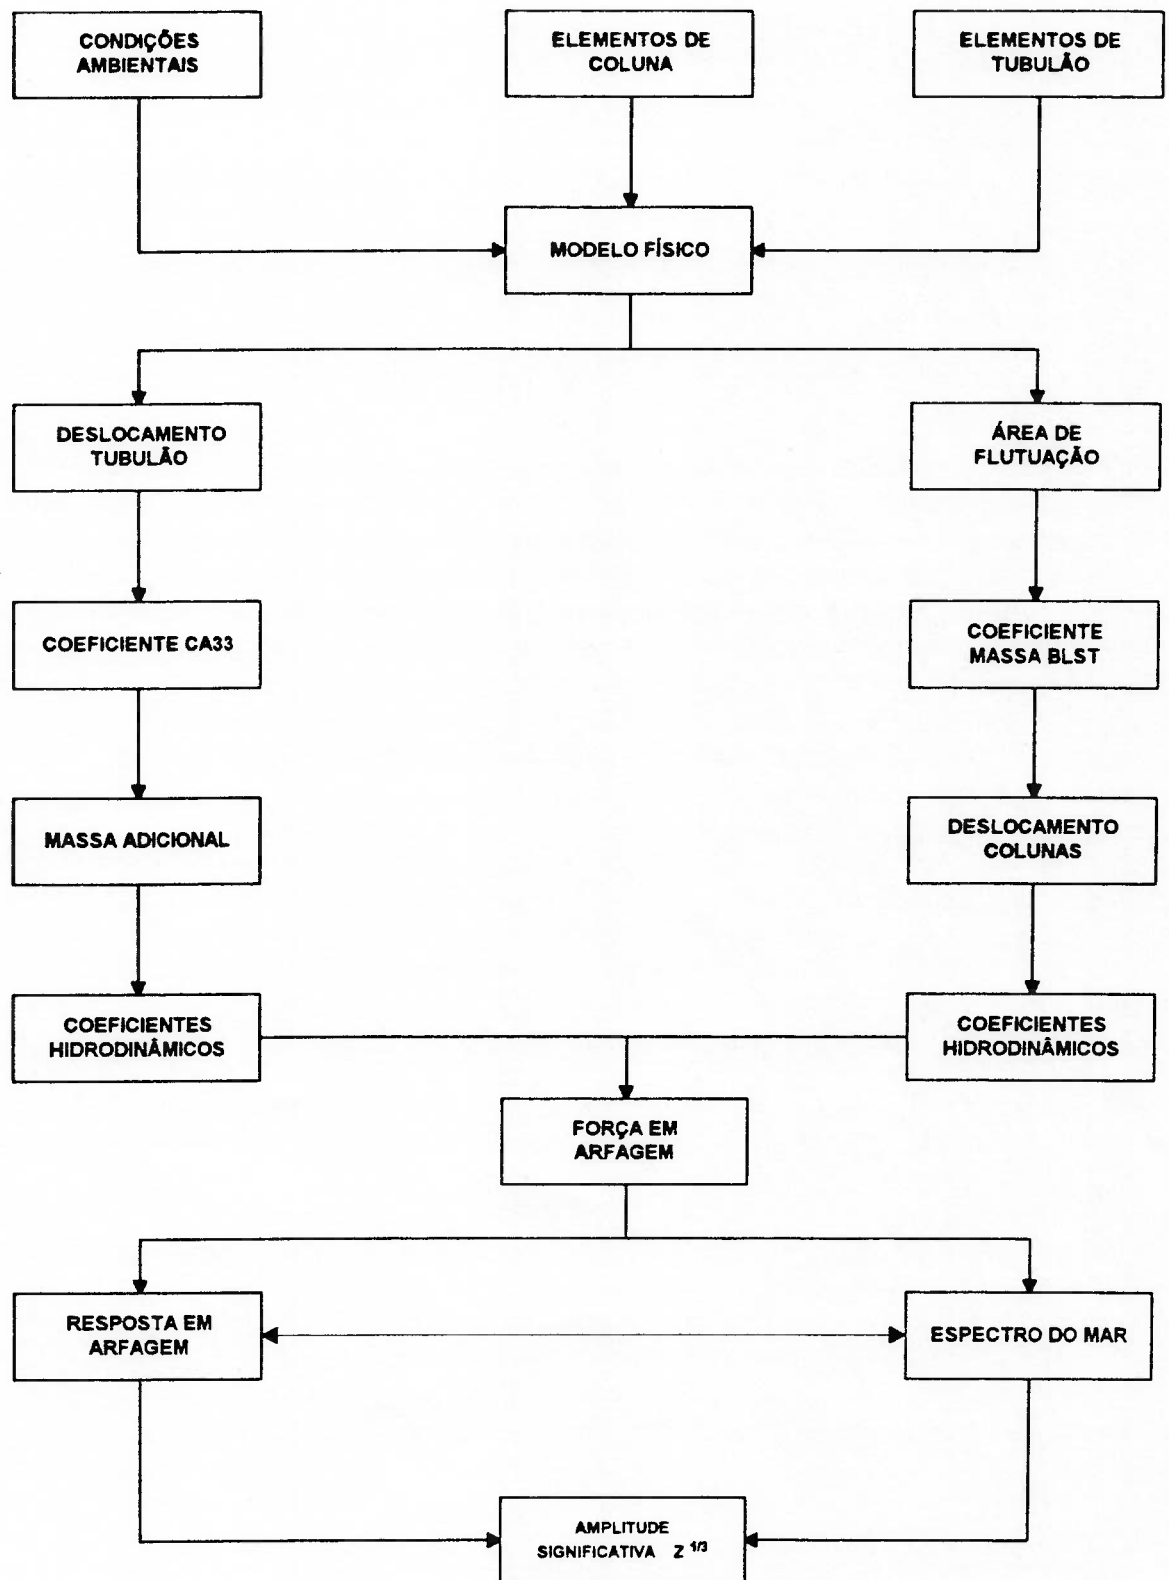 CONDIÇÕES
AMBIENTAIS
ELEMENTOS DE
COLUNA
ELEMENTOS DE
TUBULÃO
MODELO FÍSICO
DESLOCAMENTO
TUBULÃO
ÁREA DE
FLUTUAÇÃO
COEFICIENTE CA33
COEFICIENTE
MASSA BLST
MASSA ADICIONAL
DESLOCAMENTO
COLUNAS
COEFICIENTES
HIDRODINÂMICOS
COEFICIENTES
HIDRODINÂMICOS
FORÇA EM
ARFAGEM
RESPOSTA EM
ARFAGEM
ESPECTRO DO MAR
AMPLITUDE
SIGNIFICATIVA Z 1/3